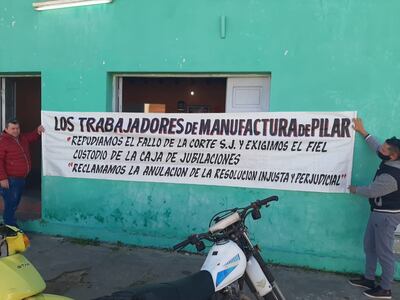 LOS TRABAJADORES DE MANUFACTURA DE PILAR
"REPUDIAMOS EL FALLO DE LA CORTE S.J. Y EXIGIMOS EL FIEL
CUSTODIO DE LA CAJA DE JUBILACIONES
"RECLAMAMOS LA ANULACION DE LA RESOLUCION INJUSTA Y PERJUDICIAL"